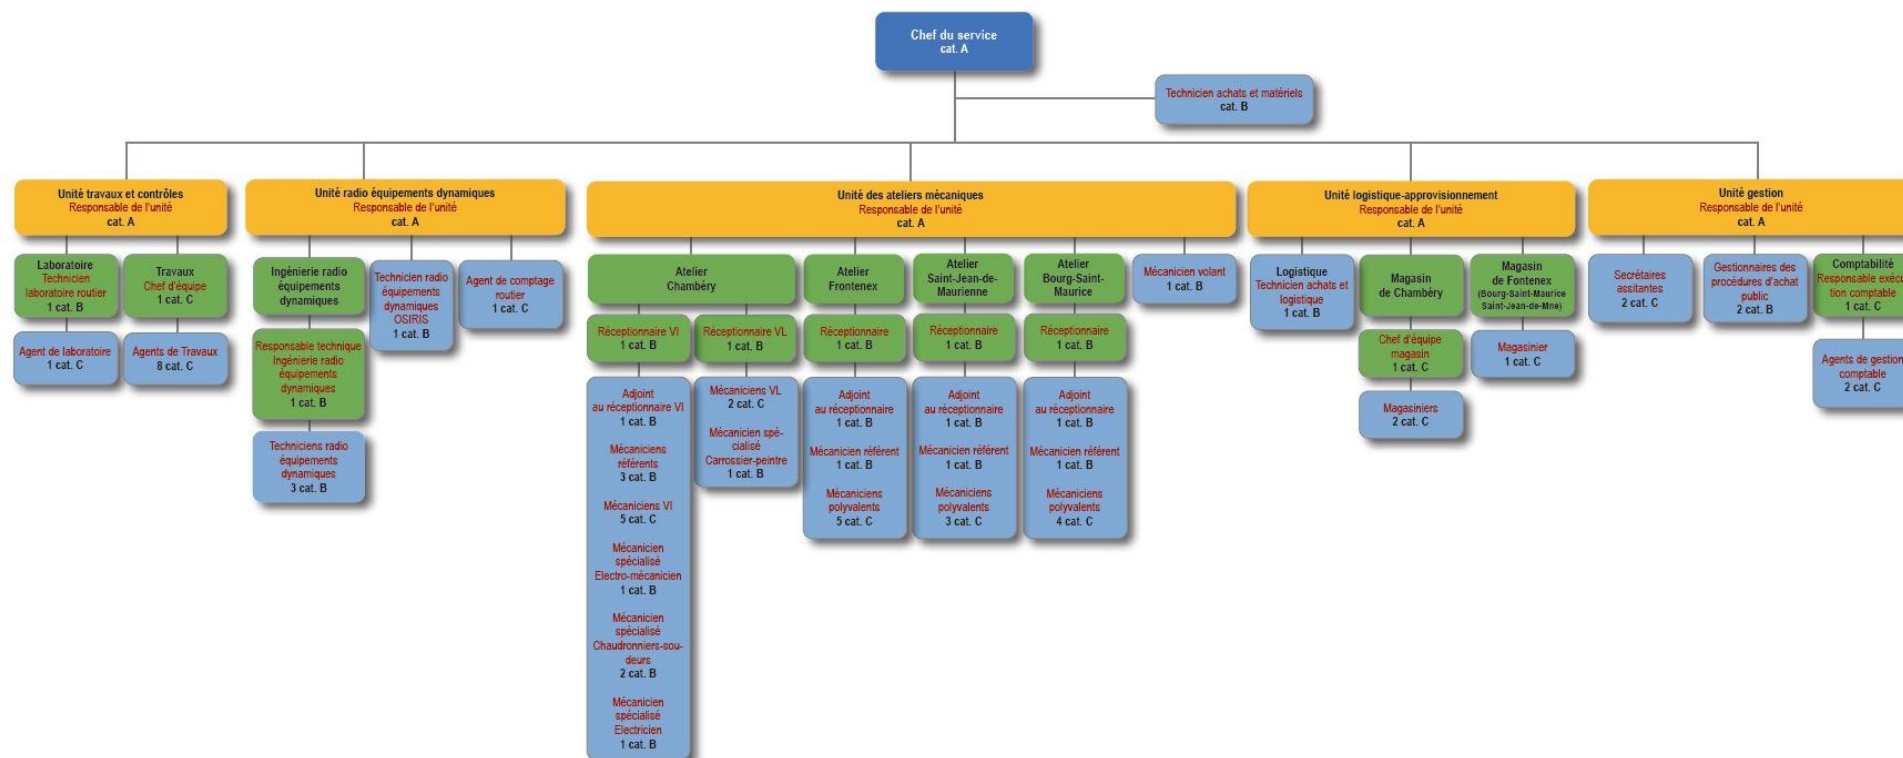 Chef du service
cat. A
Technicien achats et matériels
cat. B
Unité travaux et contrôles
Responsable de l'unité
cat. A
Laboratoire
Technicien
laboratoire routier
1 cat. B
Agent de laboratoire
1 cat. C
Travaux
Chef d'équipe
1 cat. C
Agents de Travaux
8 cat. C
Unité radio équipements dynamiques
Responsable de l'unité
cat. A
Ingénierie radio
équipements
dynamiques
Responsable technique
Ingénierie radio
équipements
dynamiques
1 cat. B
Techniciens radio
équipements
dynamiques
3 cat. B
Technicien radio
équipements
dynamiques
OSIRIS
1 cat. B
Agent de comptage
routier
1 cat. C
Unité des ateliers mécaniques
Responsable de l'unité
cat. A
Atelier
Chambéry
Réceptionnaire VI
1 cat. B
Adjoint
au réceptionnaire VI
1 cat. B
Mécaniciens
référents
3 cat. B
Mécaniciens VI
5 cat. C
Mécanicien
spécialisé
Electro-mécanicien
1 cat. B
Mécanicien
spécialisé
Chaudronniers-sou-
deurs
2 cat. B
Mécanicien
spécialisé
Electricien
1 cat. B
Réceptionnaire VL
1 cat. B
Mécaniciens VL
2 cat. C
Mécanicien spé-
cialisé
Carrossier-peintre
1 cat. B
Atelier
Frontenex
Réceptionnaire
1 cat. B
Adjoint
au réceptionnaire
1 cat. B
Mécanicien référent
1 cat. B
Mécaniciens
polyvalents
5 cat. C
Atelier
Saint-Jean-de-
Maurienne
Réceptionnaire
1 cat. B
Adjoint
au réceptionnaire
1 cat. B
Mécanicien référent
1 cat. B
Mécaniciens
polyvalents
3 cat. C
Atelier
Bourg-Saint-
Maurice
Réceptionnaire
1 cat. B
Adjoint
au réceptionnaire
1 cat. B
Mécanicien référent
1 cat. B
Mécaniciens
polyvalents
4 cat. C
Mécanicien volant
1 cat. B
Unité logistique-approvisionnement
Responsable de l'unité
cat. A
Logistique
Technicien achats et
logistique
1 cat. B
Magasin
de Chambéry
Chef d'équipe
magasin
1 cat. C
Magasiniers
2 cat. C
Magasin
de Fontenex
(Bourg-Saint-Maurice
Saint-Jean-de-Mne)
Magasinier
1 cat. C
Unité gestion
Responsable de l'unité
cat. A
Secrétaires
assitantes
2 cat. C
Gestionnaires des
procédures d'achat
public
2 cat. B
Comptabilité
Responsable exécu-
tion comptable
1 cat. C
Agents de gestion
comptable
2 cat. C